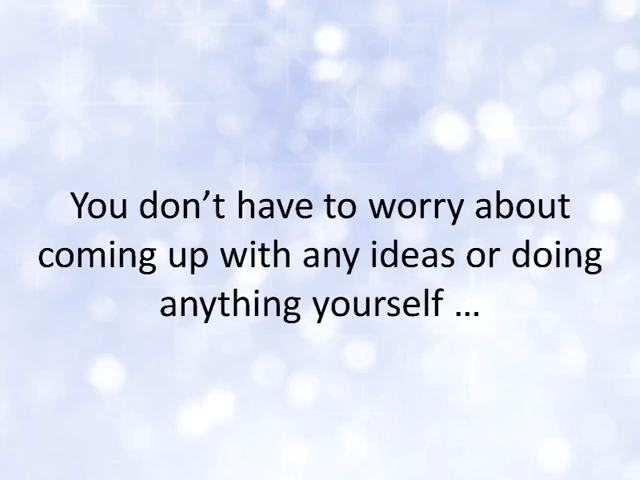 You don’t have to worry about
coming up with any ideas or doing
anything yourself …